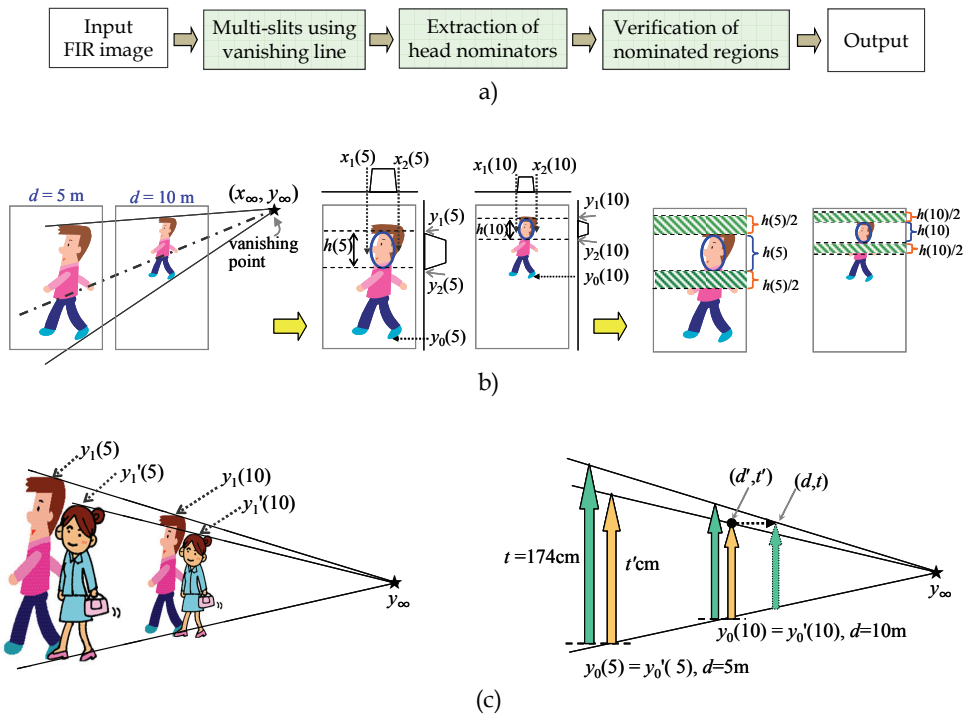 Input
FIR image
Multi-slits using
vanishing line
Extraction of
head nominators
Verification of
nominated regions
Output
a)
d = 5 m
d = 10 m
(x∞, y∞)
vanishing
point
x1(5)
x2(5)
h(5)
y1(5)
y2(5)
y0(5)
x1(10)
x2(10)
h(10)
y1(10)
y2(10)
y0(10)
h(5)/2
h(5)
h(5)/2
h(10)/2
h(10)
h(10)/2
b)
y1(5)
y1'(5)
y1(10)
y1'(10)
y∞
t =174cm
t'cm
(d',t')
(d,t)
y∞
y0(10) = y0'(10), d=10m
y0(5) = y0'( 5), d=5m
(c)